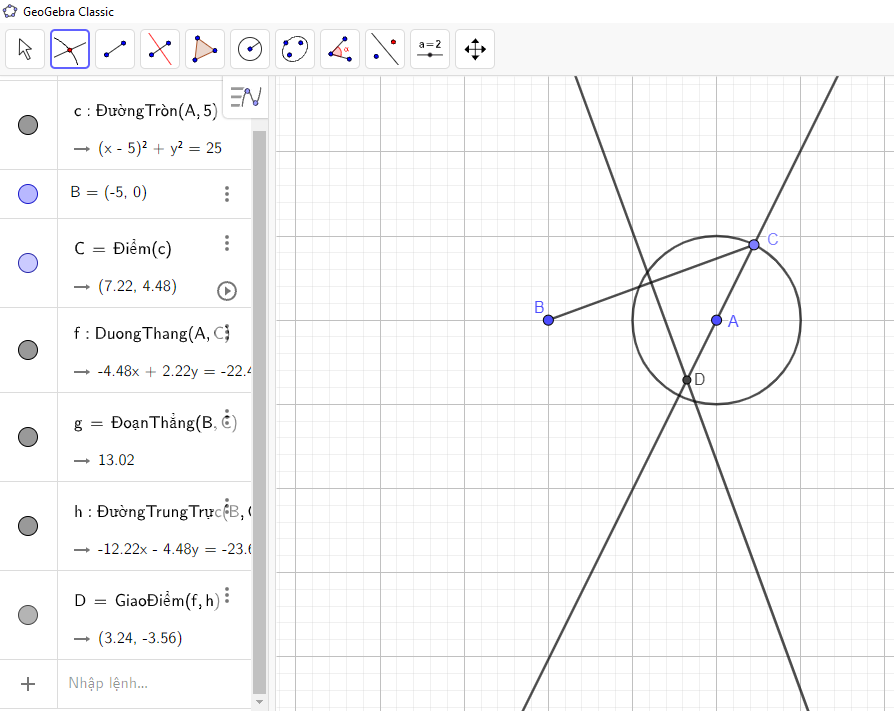 GeoGebra Classic
a=2
α
c : ĐườngTròn(A, 5)
→ (x - 5)² + y² = 25
B = (-5, 0)
C = Điểm(c)
→ (7.22, 4.48)
f : DuongThang(A, C)
→ -4.48x + 2.22y = -22.4
g = ĐoạnThẳng(B, C)
→ 13.02
h : ĐườngTrungTrực(B, C
→ -12.22x - 4.48y = -23.6
D = GiaoĐiểm(f, h)
→ (3.24, -3.56)
Nhập lệnh...
C
B
A
D